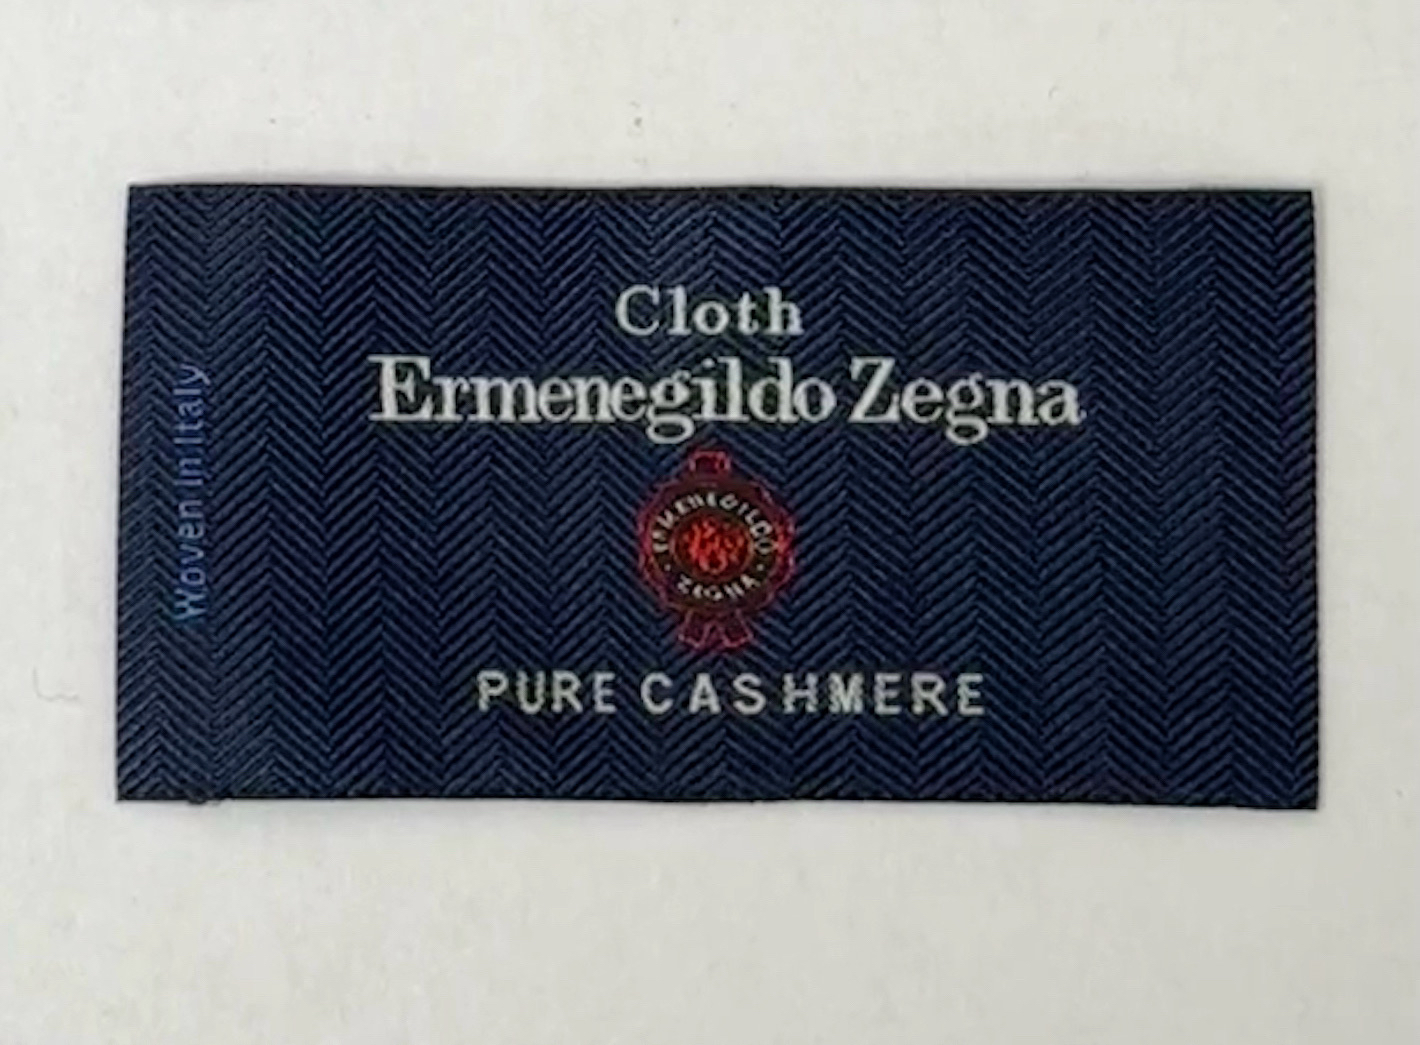 Cloth
Ermenegildo Zegna
ERMENEGILDO
· ZEGNA ·
PURE CASHMERE
Woven in Italy